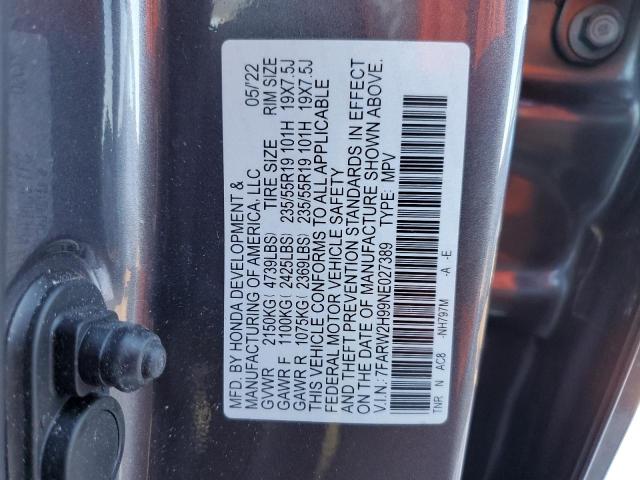 MFD. BY HONDA DEVELOPMENT & 05/'22
MANUFACTURING OF AMERICA, LLC
GVWR 2150KG( 4739LBS) TIRE SIZE RIM SIZE
GAWR F 1100KG( 2425LBS) 235/55R19 101H 19X7.5J
GAWR R 1075KG( 2369LBS) 235/55R19 101H 19X7.5J
THIS VEHICLE CONFORMS TO ALL APPLICABLE
FEDERAL MOTOR VEHICLE SAFETY
AND THEFT PREVENTION STANDARDS IN EFFECT
ON THE DATE OF MANUFACTURE SHOWN ABOVE.
V.I.N.:7FARW2H99NE027389 TYPE: MPV
TNR N AC8 -NH797M -A -E